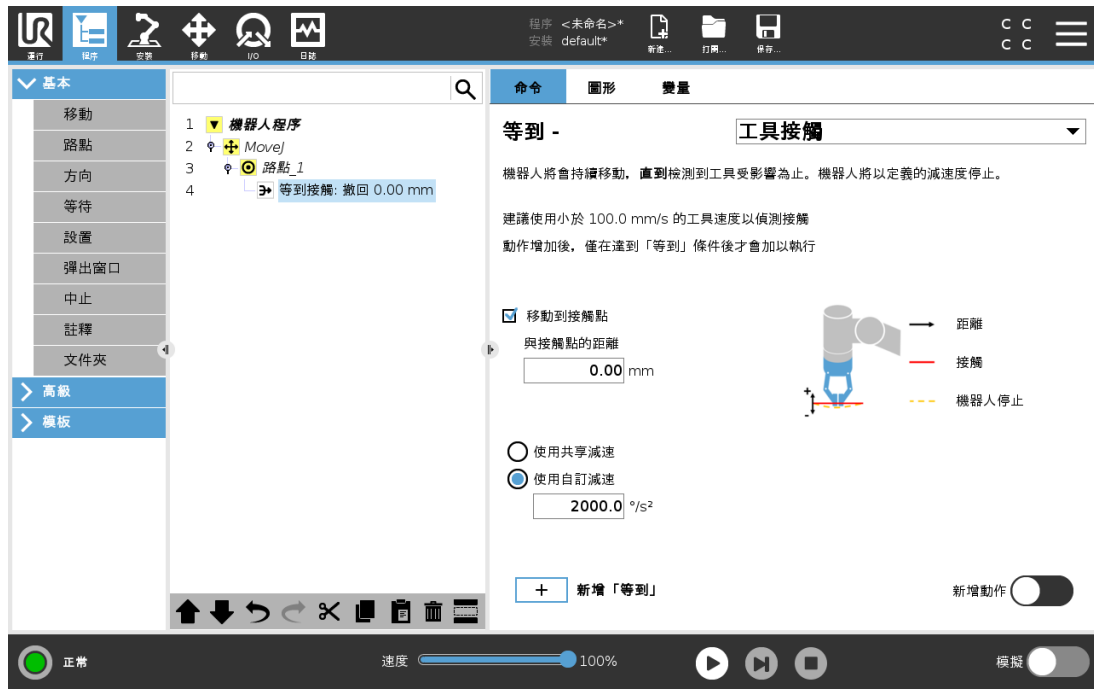 程序 <未命名>*
安裝 default*
運行
程序
安裝
移動
I/O
日誌
新建...
打開...
保存...
C C
C C
基本
移動
路點
方向
等待
設置
彈出窗口
中止
註釋
文件夾
高級
模板
1 機器人程序
2 MoveJ
3 路點_1
4 等到接觸: 撤回 0.00 mm
命令 圖形 變量
等到 - 工具接觸
機器人將會持續移動，直到檢測到工具受影響為止。機器人將以定義的減速度停止。
建議使用小於 100.0 mm/s 的工具速度以偵測接觸
動作增加後，僅在達到「等到」條件後才會加以執行
移動到接觸點
與接觸點的距離
0.00 mm
距離
接觸
機器人停止
+
-
使用共享減速
使用自訂減速
2000.0 °/s²
+ 新增「等到」
新增動作
正常
速度 100%
模擬